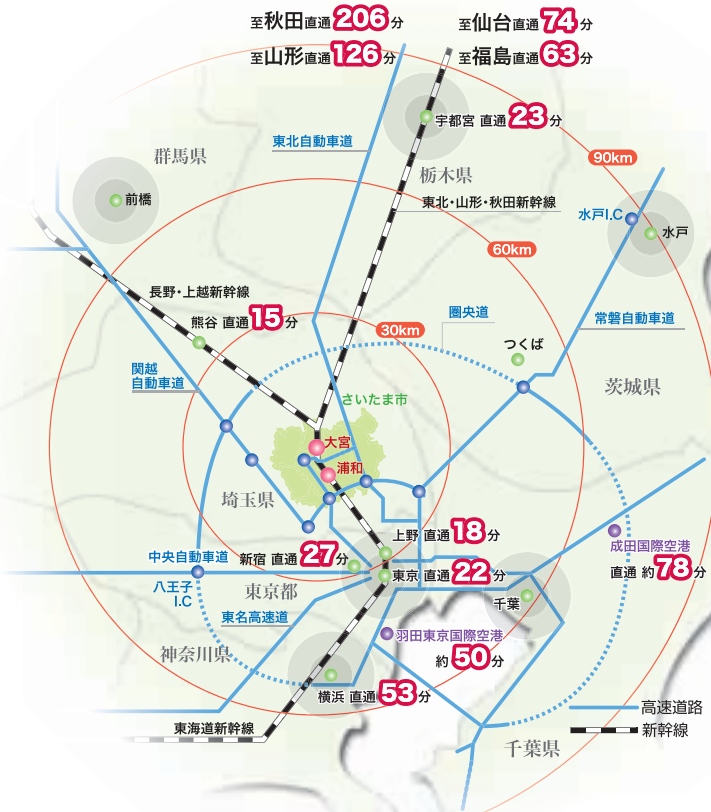 至秋田直通206分
至仙台直通74分
至山形直通126分
至福島直通63分
宇都宮 直通23分
東北自動車道
群馬県
90km
栃木県
前橋
東北・山形・秋田新幹線
水戸I.C
水戸
60km
長野・上越新幹線
熊谷 直通15分
30km
圏央道
常磐自動車道
つくば
関越
自動車道
さいたま市
茨城県
大宮
浦和
埼玉県
上野 直通18分
成田国際空港
直通 約78分
中央自動車道
新宿 直通27分
東京 直通22分
八王子
I.C
東京都
千葉
東名高速道
羽田東京国際空港
約50分
神奈川県
横浜 直通53分
高速道路
東海道新幹線
新幹線
千葉県